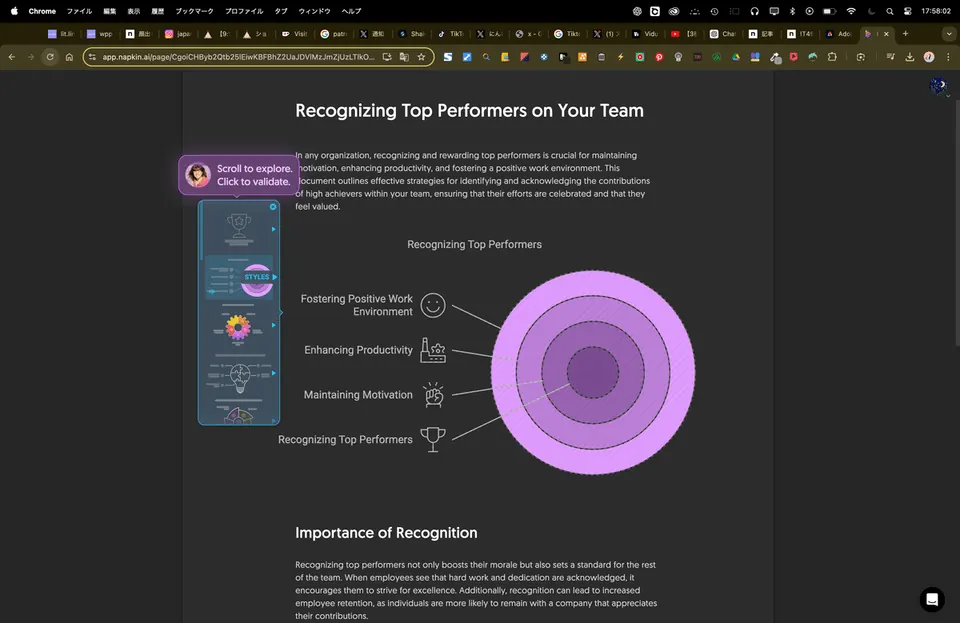 Chrome ファイル 編集 表示 履歴 ブックマーク プロファイル タブ ウィンドウ ヘルプ 17:58:02
app.napkin.ai/page/CgoiCHByb2Qtb25lEiwKBFBhZ2UaJDVlMzJmZjUzLTlkO...
Recognizing Top Performers on Your Team
In any organization, recognizing and rewarding top performers is crucial for maintaining
motivation, enhancing productivity, and fostering a positive work environment. This
document outlines effective strategies for identifying and acknowledging the contributions
of high achievers within your team, ensuring that their efforts are celebrated and that they
feel valued.
Scroll to explore.
Click to validate.
STYLES
Recognizing Top Performers
Fostering Positive Work
Environment
Enhancing Productivity
Maintaining Motivation
Recognizing Top Performers
Importance of Recognition
Recognizing top performers not only boosts their morale but also sets a standard for the rest
of the team. When employees see that hard work and dedication are acknowledged, it
encourages them to strive for excellence. Additionally, recognition can lead to increased
employee retention, as individuals are more likely to remain with a company that appreciates
their contributions.